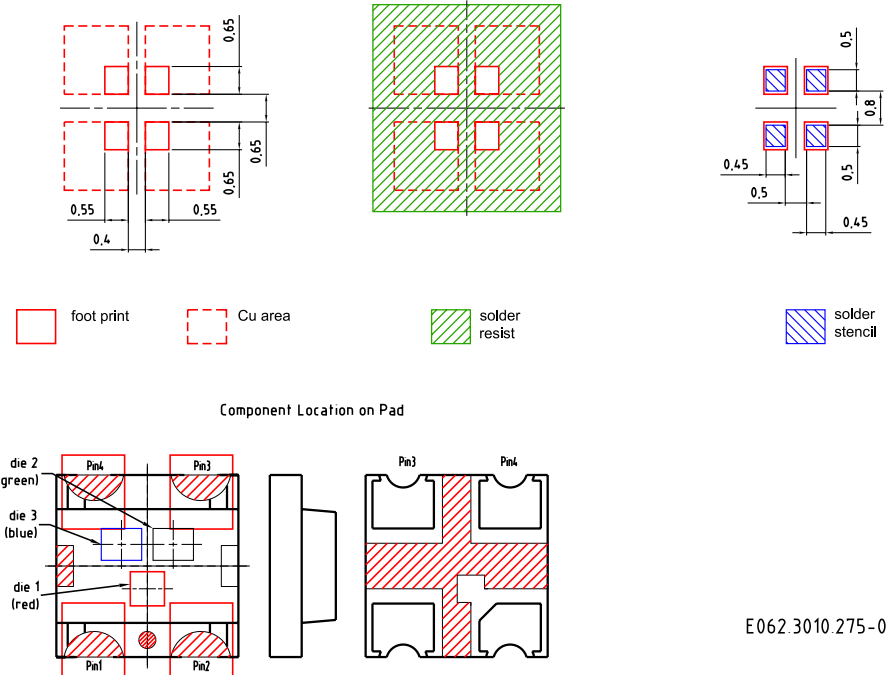 0,65
0,65
0,65
0,55
0,55
0,4
0,5
0,8
0,5
0,45
0,5
0,45
foot print
Cu area
solder
resist
solder
stencil
Component Location on Pad
die 2
green)
die 3
(blue)
die 1
(red)
Pin4
Pin3
Pin1
Pin2
Pin3
Pin4
E062.3010.275-0